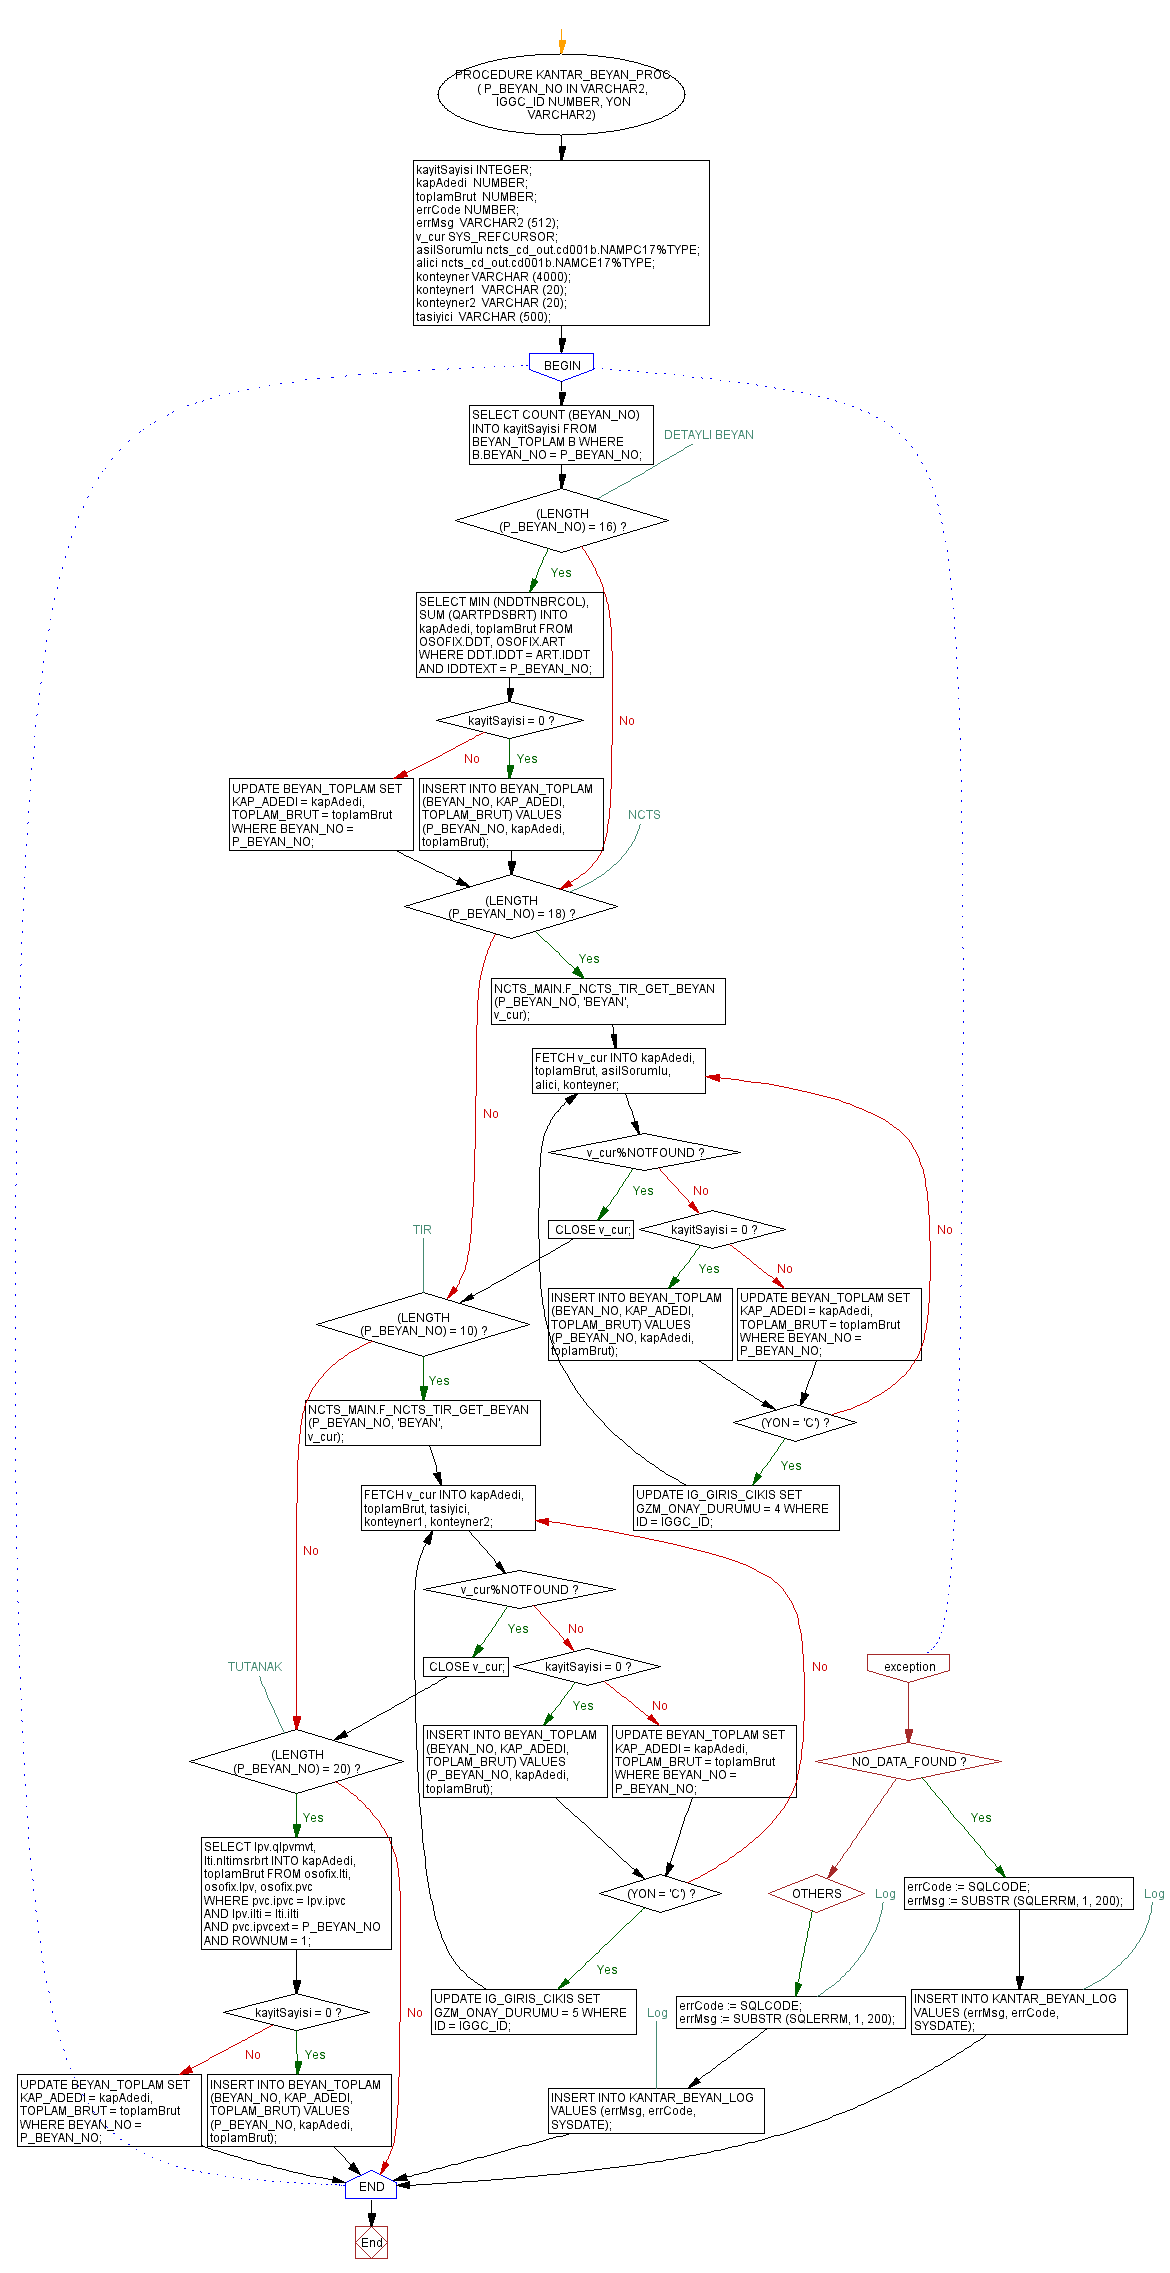 PROCEDURE KANTAR_BEYAN_PROC
( P_BEYAN_NO IN VARCHAR2,
IGGC_ID NUMBER, YON
VARCHAR2)
kayitSayisi INTEGER;
kapAdedi  NUMBER;
toplamBrut  NUMBER;
errCode NUMBER;
errMsg  VARCHAR2 (512);
v_cur SYS_REFCURSOR;
asilSorumlu ncts_cd_out.cd001b.NAMPC17%TYPE;
alici ncts_cd_out.cd001b.NAMCE17%TYPE;
konteyner VARCHAR (4000);
konteyner1  VARCHAR (20);
konteyner2  VARCHAR (20);
tasiyici  VARCHAR (500);
BEGIN
SELECT COUNT (BEYAN_NO)
INTO kayitSayisi FROM
BEYAN_TOPLAM B WHERE
B.BEYAN_NO = P_BEYAN_NO;
DETAYLI BEYAN
(LENGTH
(P_BEYAN_NO) = 16) ?
Yes
SELECT MIN (NDDTNBRCOL),
SUM (QARTPDSBRT) INTO
kapAdedi, toplamBrut FROM
OSOFIX.DDT, OSOFIX.ART
WHERE DDT.IDDT = ART.IDDT
AND IDDTEXT = P_BEYAN_NO;
No
kayitSayisi = 0 ?
No
Yes
UPDATE BEYAN_TOPLAM SET
KAP_ADEDI = kapAdedi,
TOPLAM_BRUT = toplamBrut
WHERE BEYAN_NO =
P_BEYAN_NO;
INSERT INTO BEYAN_TOPLAM
(BEYAN_NO, KAP_ADEDI,
TOPLAM_BRUT) VALUES
(P_BEYAN_NO, kapAdedi,
toplamBrut);
NCTS
(LENGTH
(P_BEYAN_NO) = 18) ?
Yes
NCTS_MAIN.F_NCTS_TIR_GET_BEYAN
(P_BEYAN_NO, 'BEYAN',
v_cur);
FETCH v_cur INTO kapAdedi,
toplamBrut, asilSorumlu,
alici, konteyner;
No
v_cur%NOTFOUND ?
Yes
No
CLOSE v_cur;
kayitSayisi = 0 ?
No
TIR
Yes
No
INSERT INTO BEYAN_TOPLAM
(BEYAN_NO, KAP_ADEDI,
TOPLAM_BRUT) VALUES
(P_BEYAN_NO, kapAdedi,
toplamBrut);
UPDATE BEYAN_TOPLAM SET
KAP_ADEDI = kapAdedi,
TOPLAM_BRUT = toplamBrut
WHERE BEYAN_NO =
P_BEYAN_NO;
(LENGTH
(P_BEYAN_NO) = 10) ?
Yes
(YON = 'C') ?
Yes
NCTS_MAIN.F_NCTS_TIR_GET_BEYAN
(P_BEYAN_NO, 'BEYAN',
v_cur);
UPDATE IG_GIRIS_CIKIS SET
GZM_ONAY_DURUMU = 4 WHERE
ID = IGGC_ID;
FETCH v_cur INTO kapAdedi,
toplamBrut, tasiyici,
konteyner1, konteyner2;
No
v_cur%NOTFOUND ?
Yes
No
CLOSE v_cur;
kayitSayisi = 0 ?
No
exception
TUTANAK
Yes
No
INSERT INTO BEYAN_TOPLAM
(BEYAN_NO, KAP_ADEDI,
TOPLAM_BRUT) VALUES
(P_BEYAN_NO, kapAdedi,
toplamBrut);
UPDATE BEYAN_TOPLAM SET
KAP_ADEDI = kapAdedi,
TOPLAM_BRUT = toplamBrut
WHERE BEYAN_NO =
P_BEYAN_NO;
(LENGTH
(P_BEYAN_NO) = 20) ?
NO_DATA_FOUND ?
Yes
Yes
SELECT lpv.qlpvmvt,
lti.nltimsrbrt INTO kapAdedi,
toplamBrut FROM osofix.lti,
osofix.lpv, osofix.pvc
WHERE pvc.ipvc = lpv.ipvc
AND lpv.ilti = lti.ilti
AND pvc.ipvcext = P_BEYAN_NO
AND ROWNUM = 1;
(YON = 'C') ?
OTHERS
Log
errCode := SQLCODE;
errMsg := SUBSTR (SQLERRM, 1, 200);
Log
Yes
UPDATE IG_GIRIS_CIKIS SET
GZM_ONAY_DURUMU = 5 WHERE
ID = IGGC_ID;
Yes
Log
errCode := SQLCODE;
errMsg := SUBSTR (SQLERRM, 1, 200);
INSERT INTO KANTAR_BEYAN_LOG
VALUES (errMsg, errCode,
SYSDATE);
kayitSayisi = 0 ?
No
No
Yes
UPDATE BEYAN_TOPLAM SET
KAP_ADEDI = kapAdedi,
TOPLAM_BRUT = toplamBrut
WHERE BEYAN_NO =
P_BEYAN_NO;
INSERT INTO BEYAN_TOPLAM
(BEYAN_NO, KAP_ADEDI,
TOPLAM_BRUT) VALUES
(P_BEYAN_NO, kapAdedi,
toplamBrut);
INSERT INTO KANTAR_BEYAN_LOG
VALUES (errMsg, errCode,
SYSDATE);
END
End